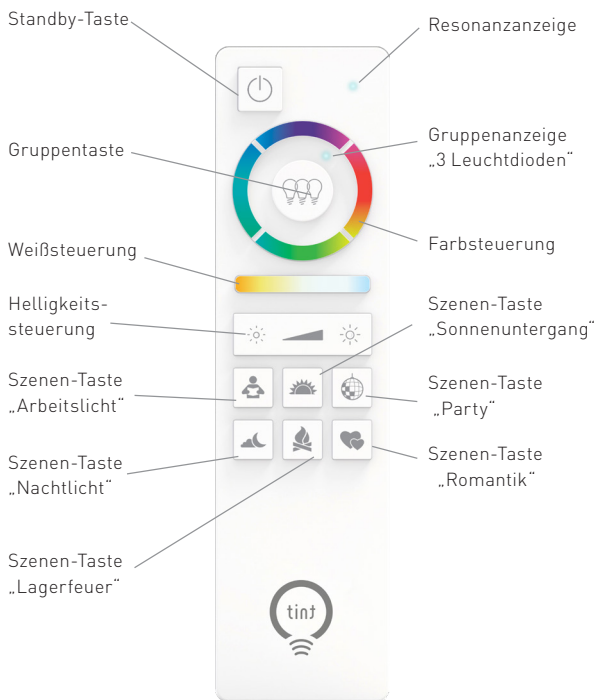 Standby-Taste
Resonanzanzeige
Gruppenanzeige
„3 Leuchtdioden“
Gruppentaste
Weißsteuerung
Farbsteuerung
Helligkeits-
steuerung
Szenen-Taste
„Sonnenuntergang“
Szenen-Taste
„Arbeitslicht“
Szenen-Taste
„Party“
Szenen-Taste
„Nachtlicht“
Szenen-Taste
„Romantik“
Szenen-Taste
„Lagerfeuer“
tint